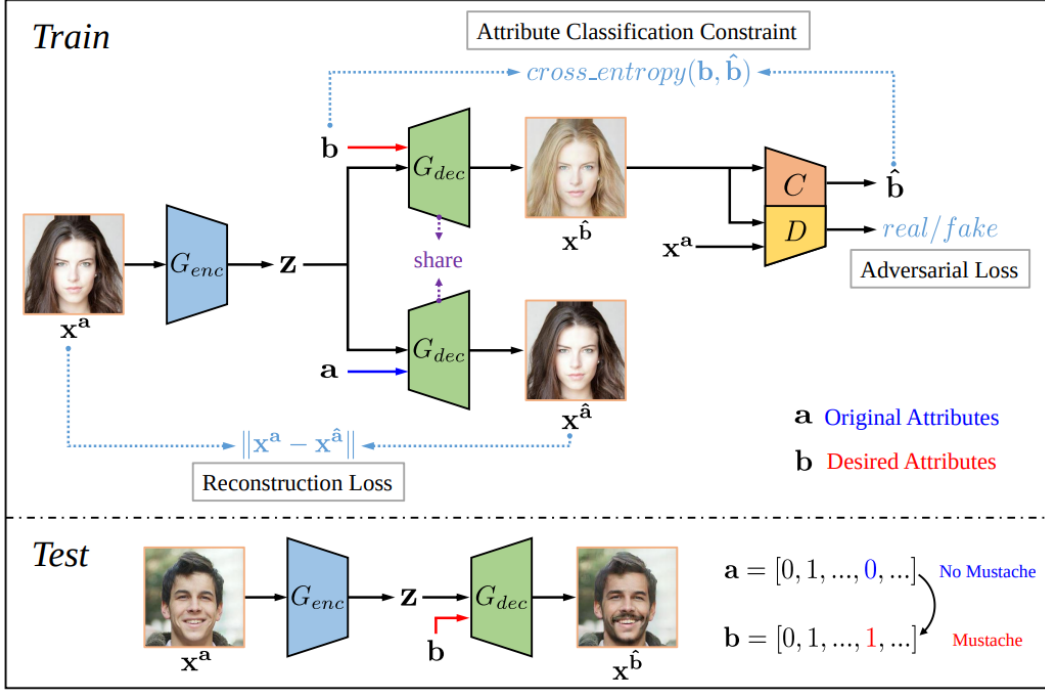 Train
Attribute Classification Constraint
cross_entropy(b, b̂)
b
G_dec
x^b̂
C
b̂
D
x^a
real/fake
Adversarial Loss
G_enc
z
share
x^a
a
G_dec
x^â
‖x^a − x^â‖
Reconstruction Loss
a Original Attributes
b Desired Attributes
Test
G_enc
z
G_dec
b
x^a
x^b̂
a = [0, 1, ..., 0, ...] No Mustache
b = [0, 1, ..., 1, ...] Mustache